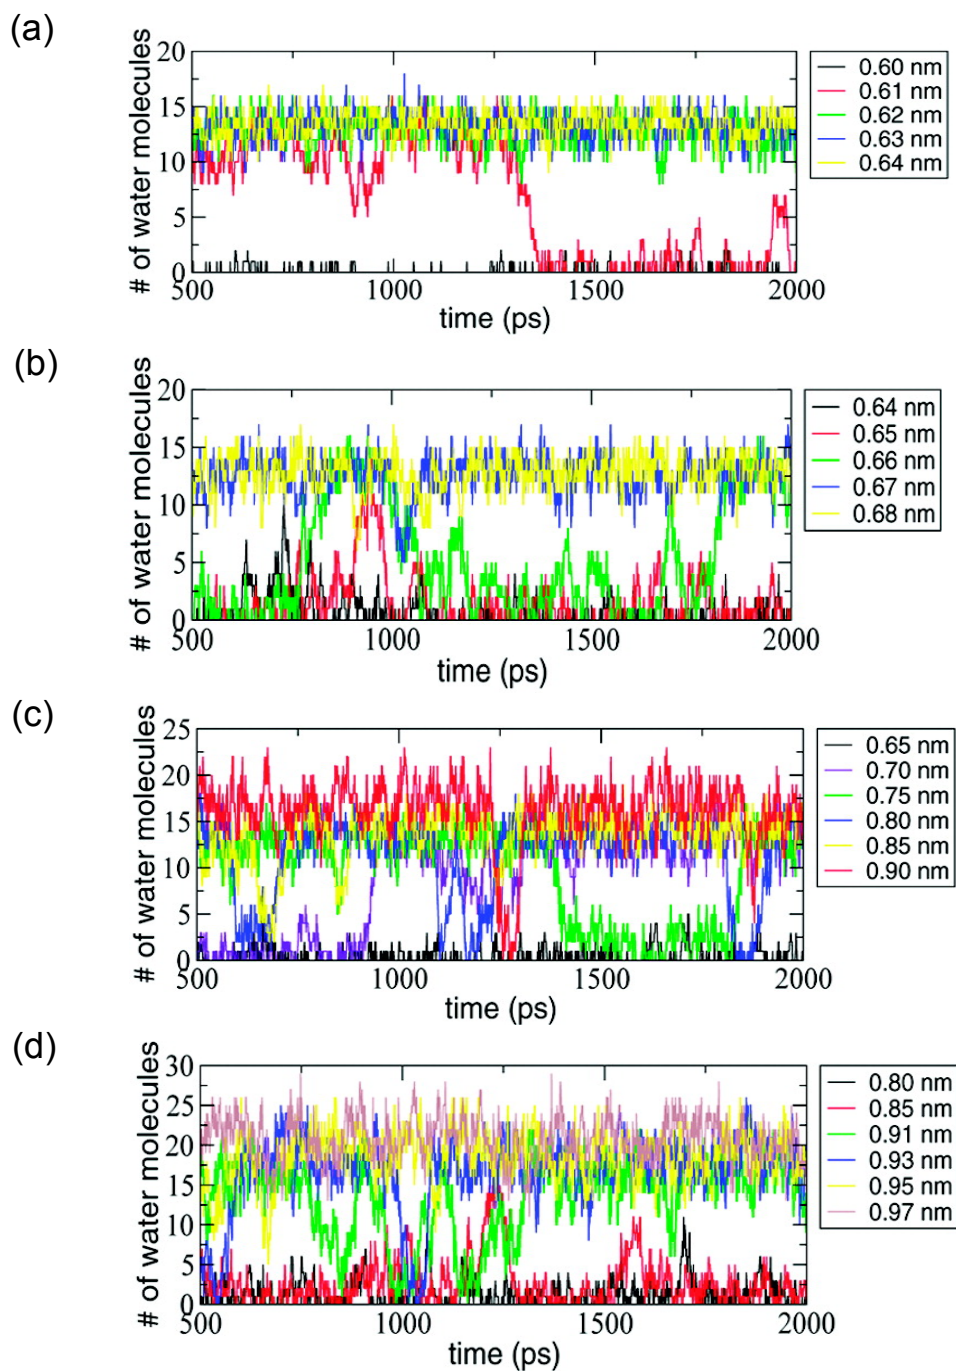 (a)
# of water molecules
20
15
10
5
0
500 1000 1500 2000
time (ps)
0.60 nm
0.61 nm
0.62 nm
0.63 nm
0.64 nm
(b)
# of water molecules
20
15
10
5
0
500 1000 1500 2000
time (ps)
0.64 nm
0.65 nm
0.66 nm
0.67 nm
0.68 nm
(c)
# of water molecules
25
20
15
10
5
0
500 1000 1500 2000
time (ps)
0.65 nm
0.70 nm
0.75 nm
0.80 nm
0.85 nm
0.90 nm
(d)
# of water molecules
30
25
20
15
10
5
0
500 1000 1500 2000
time (ps)
0.80 nm
0.85 nm
0.91 nm
0.93 nm
0.95 nm
0.97 nm